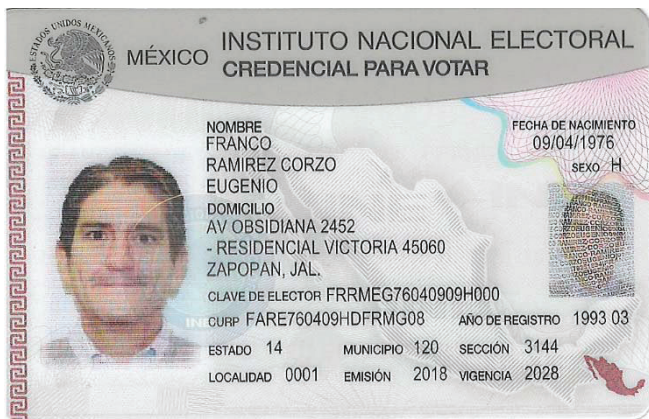 ESTADOS UNIDOS MEXICANOS
MÉXICO
INSTITUTO NACIONAL ELECTORAL
CREDENCIAL PARA VOTAR
NOMBRE
FRANCO
RAMIREZ CORZO
EUGENIO
FECHA DE NACIMIENTO
09/04/1976
SEXO H
DOMICILIO
AV OBSIDIANA 2452
- RESIDENCIAL VICTORIA 45060
ZAPOPAN, JAL.
CLAVE DE ELECTOR FRRMEG76040909H000
CURP FARE760409HDFRMG08 AÑO DE REGISTRO 1993 03
ESTADO 14 MUNICIPIO 120 SECCIÓN 3144
LOCALIDAD 0001 EMISIÓN 2018 VIGENCIA 2028